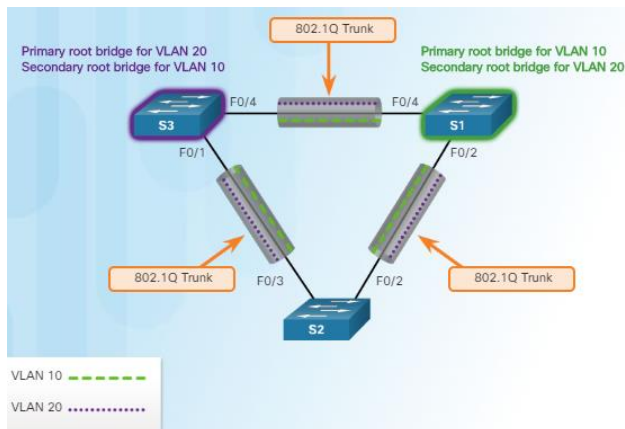 802.1Q Trunk
Primary root bridge for VLAN 20
Secondary root bridge for VLAN 10
Primary root bridge for VLAN 10
Secondary root bridge for VLAN 20
F0/4
F0/4
S3
S1
F0/1
F0/2
802.1Q Trunk
F0/3
F0/2
802.1Q Trunk
S2
VLAN 10
VLAN 20